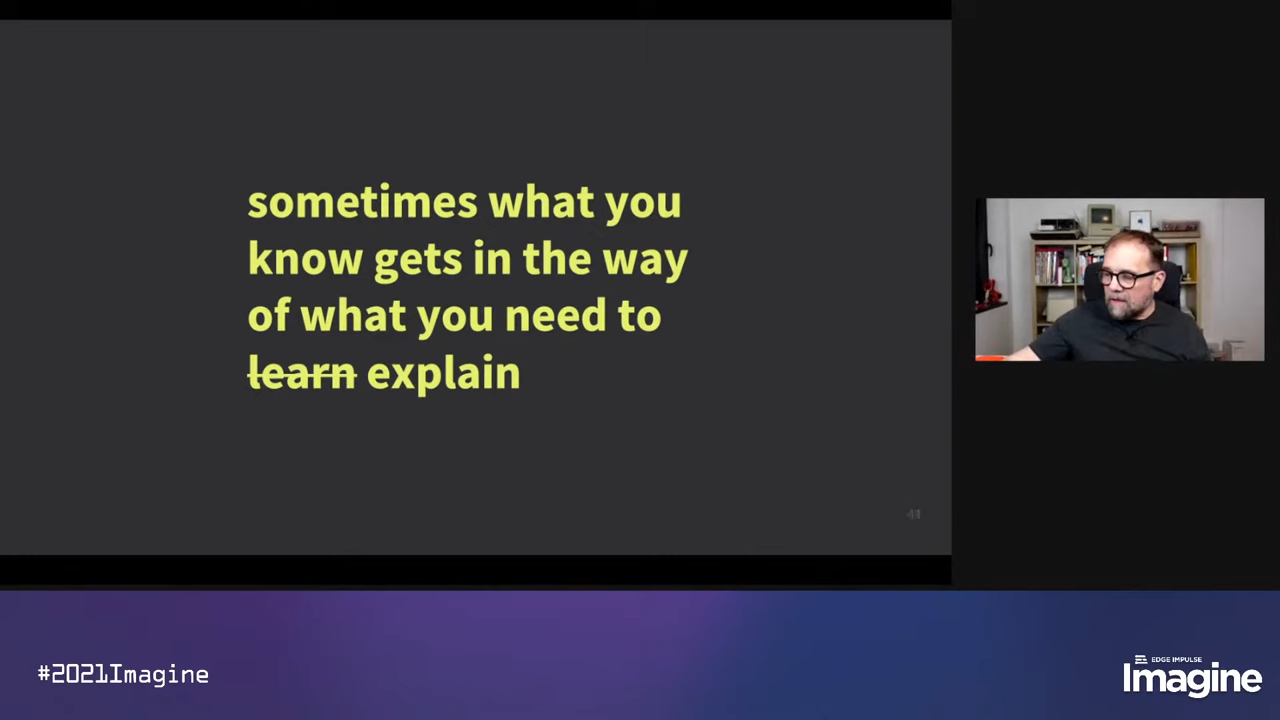 sometimes what you
know gets in the way
of what you need to
learn explain
41
#2021Imagine
EDGE IMPULSE
Imagine